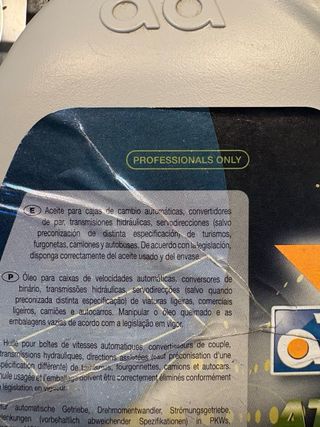 PROFESSIONALS ONLY
E Aceite para cajas de cambio automáticas, convertidores
de par, transmisiones hidráulicas, servodirecciones (salvo
preconización de distinta especificación) de turismos,
furgonetas, camiones y autobuses. De acuerdo con la legislación,
disponga correctamente del aceite usado y del envase.
P Óleo para caixas de velocidades automáticas, conversores de
binário, transmissões hidráulicas, servodirecções (salvo quando
preconizada distinta especificação) de viaturas ligeiras, comerciais
ligeiros, camiões e autocarros. Manipular o óleo queimado e as
embalagens vazias de acordo com a legislação em vigor.
Huile pour boîtes de vitesses automatiques, convertisseurs de couple,
transmissions hydrauliques, directions assistées (sauf préconisation d'une
spécification différente) de tourismes, fourgonnettes, camions et autocars.
huile usagée et l'emballage doivent être correctement éliminés conformément
législation en vigueur.
automatische Getriebe, Drehmomentwandler, Strömungsgetriebe,
(vorbehaltlich abweichender Spezifikationen) in PKWs,